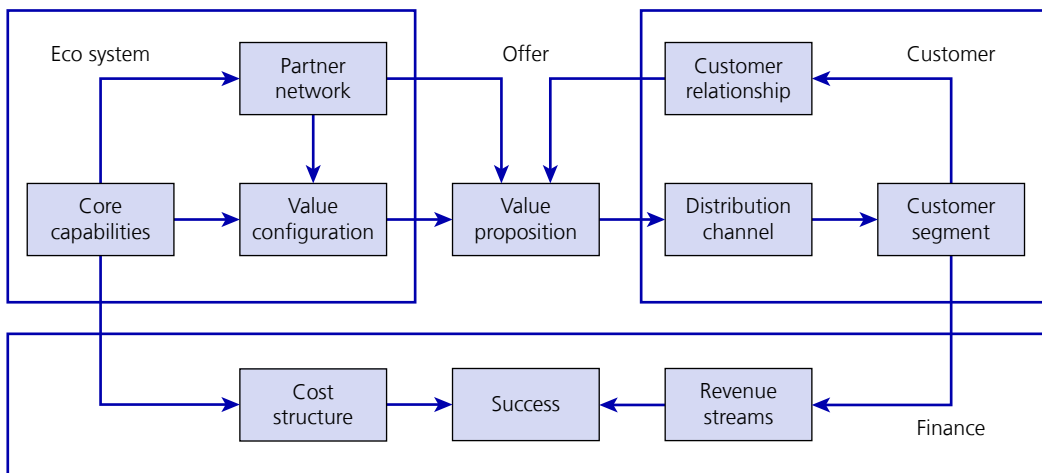 Eco system
Partner
network
Offer
Customer
relationship
Customer
Core
capabilities
Value
configuration
Value
proposition
Distribution
channel
Customer
segment
Cost
structure
Success
Revenue
streams
Finance